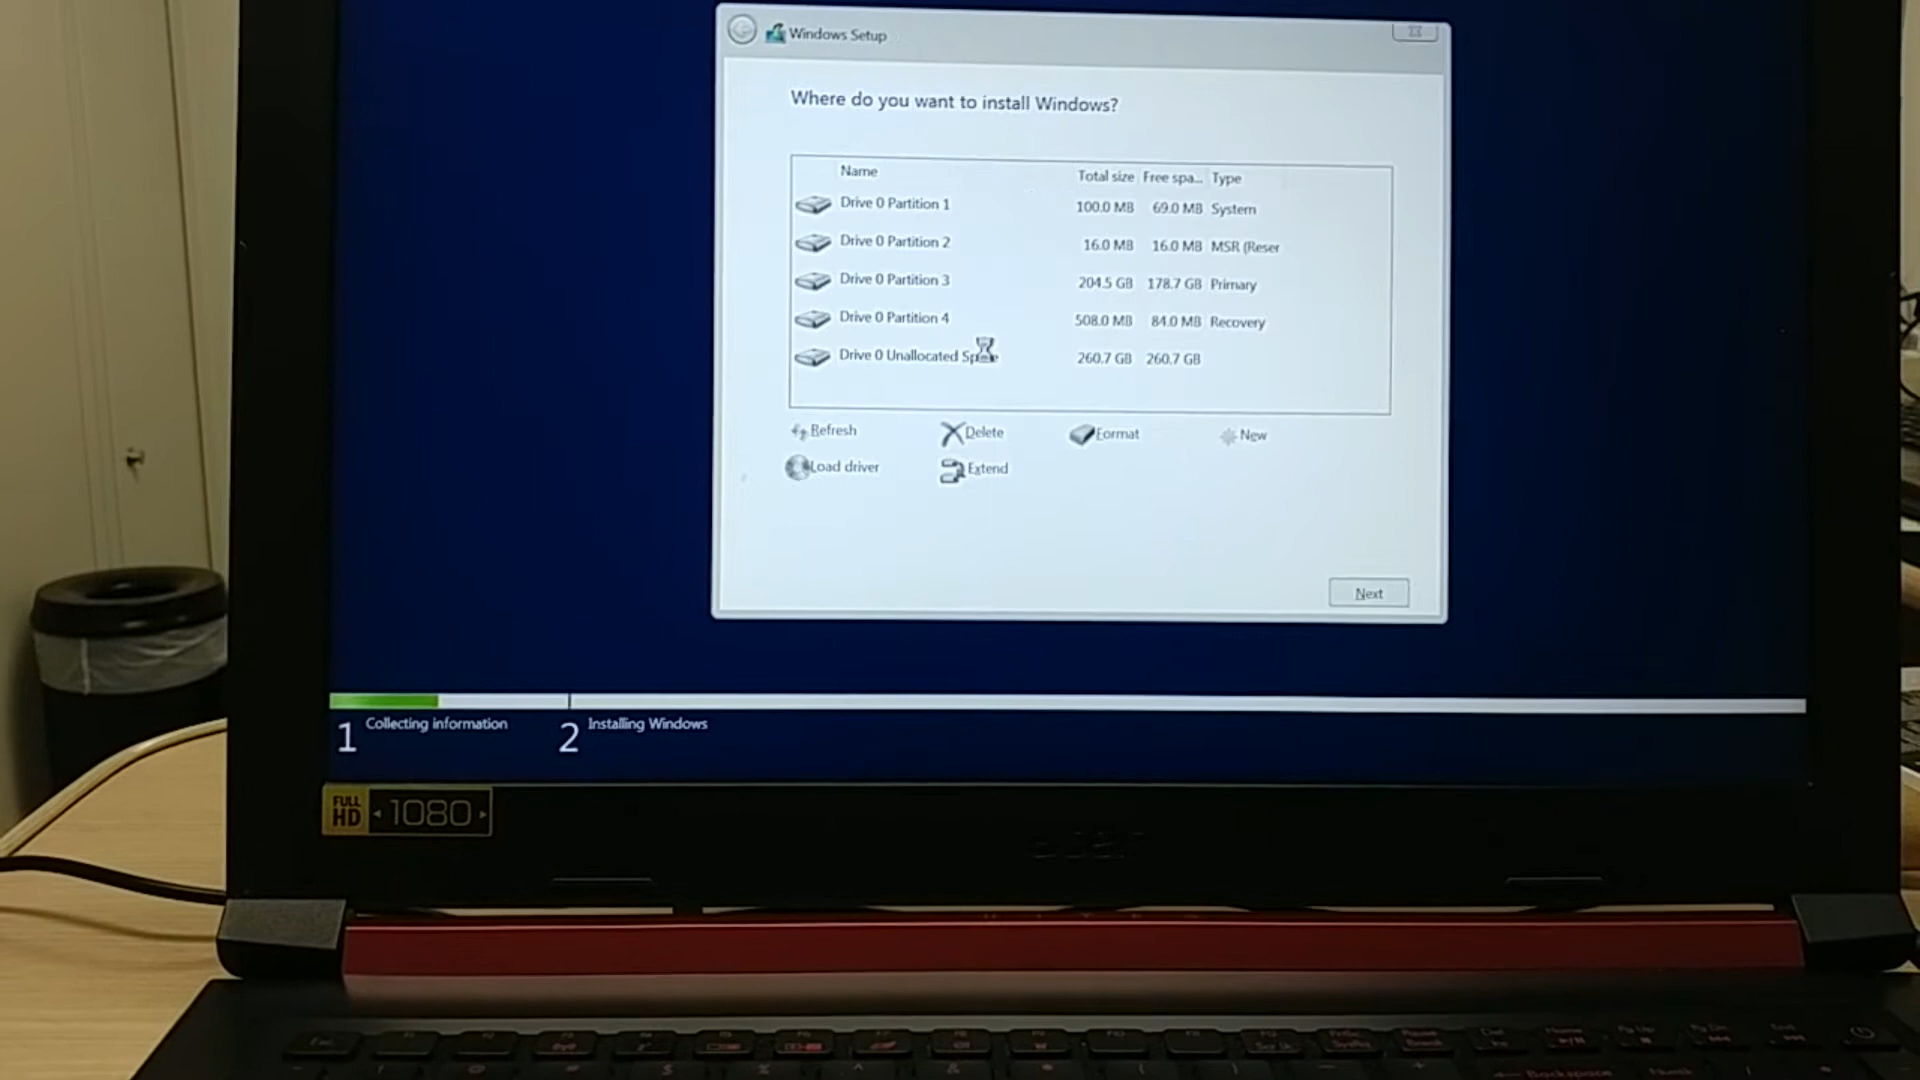 Windows Setup
Where do you want to install Windows?
Name Total size Free spa... Type
Drive 0 Partition 1 100.0 MB 69.0 MB System
Drive 0 Partition 2 16.0 MB 16.0 MB MSR (Reser
Drive 0 Partition 3 204.5 GB 178.7 GB Primary
Drive 0 Partition 4 508.0 MB 84.0 MB Recovery
Drive 0 Unallocated 260.7 GB 260.7 GB
Refresh Delete Format New
Load driver Extend
Next
1 Collecting information 2 Installing Windows
FULL HD 1080
acer
Esc
Backspace